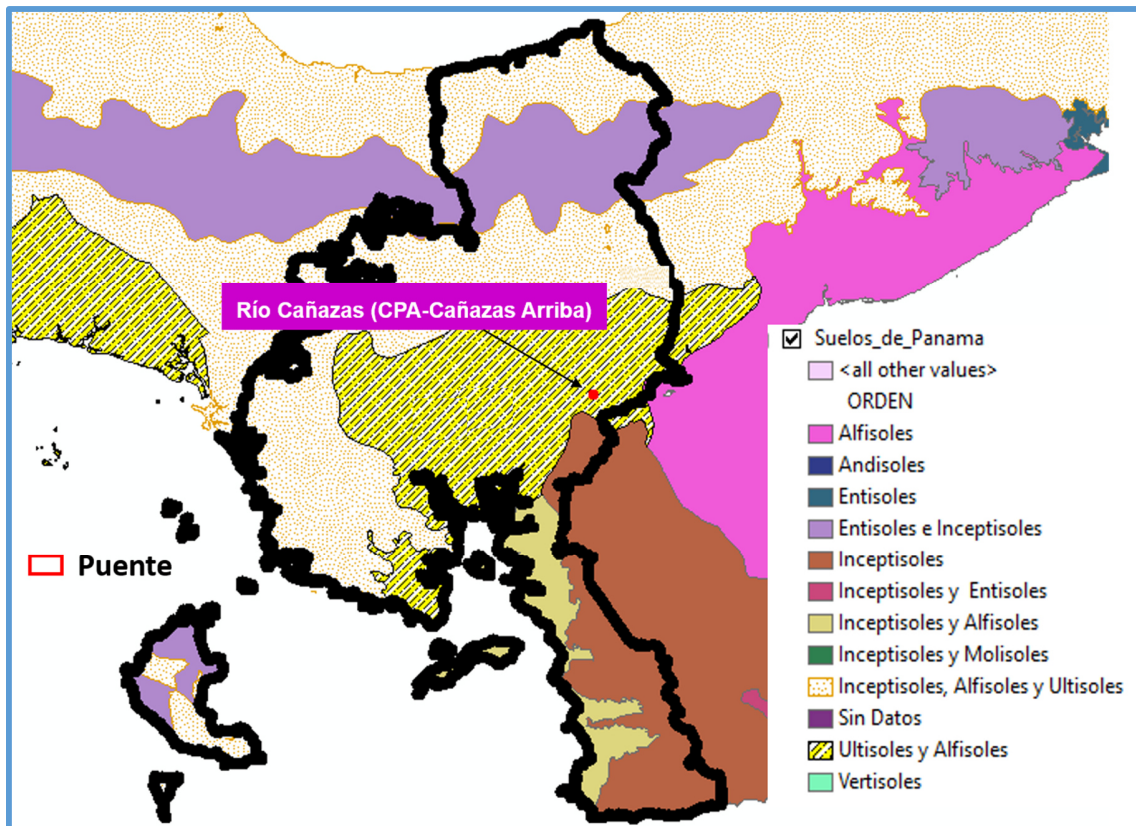 Río Cañazas (CPA-Cañazas Arriba)
Puente
Suelos_de_Panama
<all other values>
ORDEN
Alfisoles
Andisoles
Entisoles
Entisoles e Inceptisoles
Inceptisoles
Inceptisoles y Entisoles
Inceptisoles y Alfisoles
Inceptisoles y Molisoles
Inceptisoles, Alfisoles y Ultisoles
Sin Datos
Ultisoles y Alfisoles
Vertisoles